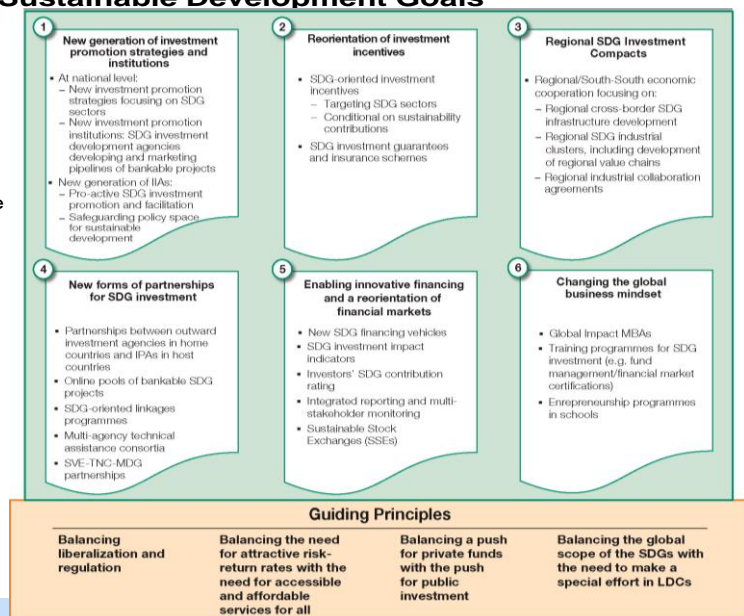 Sustainable Development Goals
e
1
New generation of investment
promotion strategies and
institutions
• At national level:
– New investment promotion
strategies focusing on SDG
sectors
– New investment promotion
institutions: SDG investment
development agencies
developing and marketing
pipelines of bankable projects
• New generation of IIAs:
– Pro-active SDG investment
promotion and facilitation
– Safeguarding policy space
for sustainable
development
2
Reorientation of investment
incentives
• SDG-oriented investment
incentives
– Targeting SDG sectors
– Conditional on sustainability
contributions
• SDG investment guarantees
and insurance schemes
3
Regional SDG Investment
Compacts
• Regional/South-South economic
cooperation focusing on:
– Regional cross-border SDG
infrastructure development
– Regional SDG industrial
clusters, including development
of regional value chains
– Regional industrial collaboration
agreements
4
New forms of partnerships
for SDG investment
• Partnerships between outward
investment agencies in home
countries and IPAs in host
countries
• Online pools of bankable SDG
projects
• SDG-oriented linkages
programmes
• Multi-agency technical
assistance consortia
• SVE-TNC-MDG
partnerships
5
Enabling innovative financing
and a reorientation of
financial markets
• New SDG financing vehicles
• SDG investment impact
indicators
• Investors' SDG contribution
rating
• Integrated reporting and multi-
stakeholder monitoring
• Sustainable Stock
Exchanges (SSEs)
6
Changing the global
business mindset
• Global Impact MBAs
• Training programmes for SDG
investment (e.g. fund
management/financial market
certifications)
• Enrepreneurship programmes
in schools
Guiding Principles
Balancing
liberalization and
regulation
Balancing the need
for attractive risk-
return rates with the
need for accessible
and affordable
services for all
Balancing a push
for private funds
with the push
for public
investment
Balancing the global
scope of the SDGs with
the need to make a
special effort in LDCs